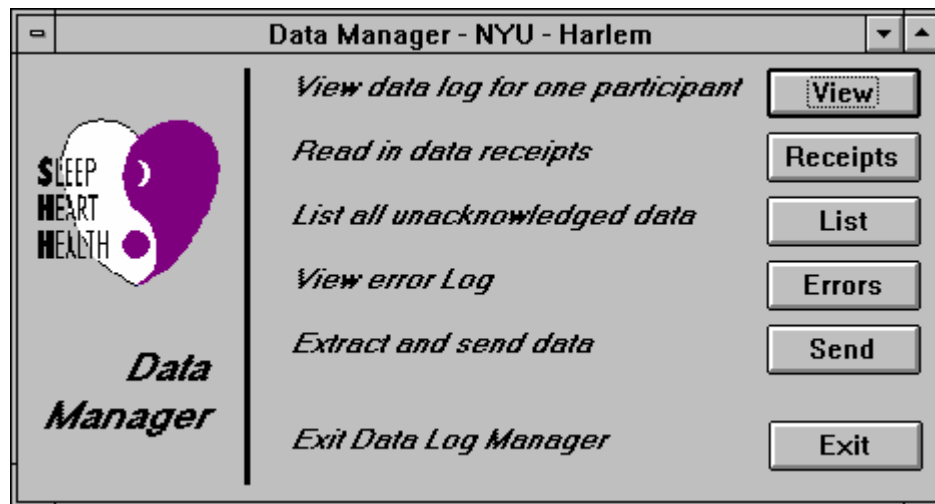 Data Manager - NYU - Harlem
View data log for one participant View
Read in data receipts Receipts
List all unacknowledged data List
View error Log Errors
Extract and send data Send
Exit Data Log Manager Exit
SLEEP
HEART
HEALTH
Data
Manager